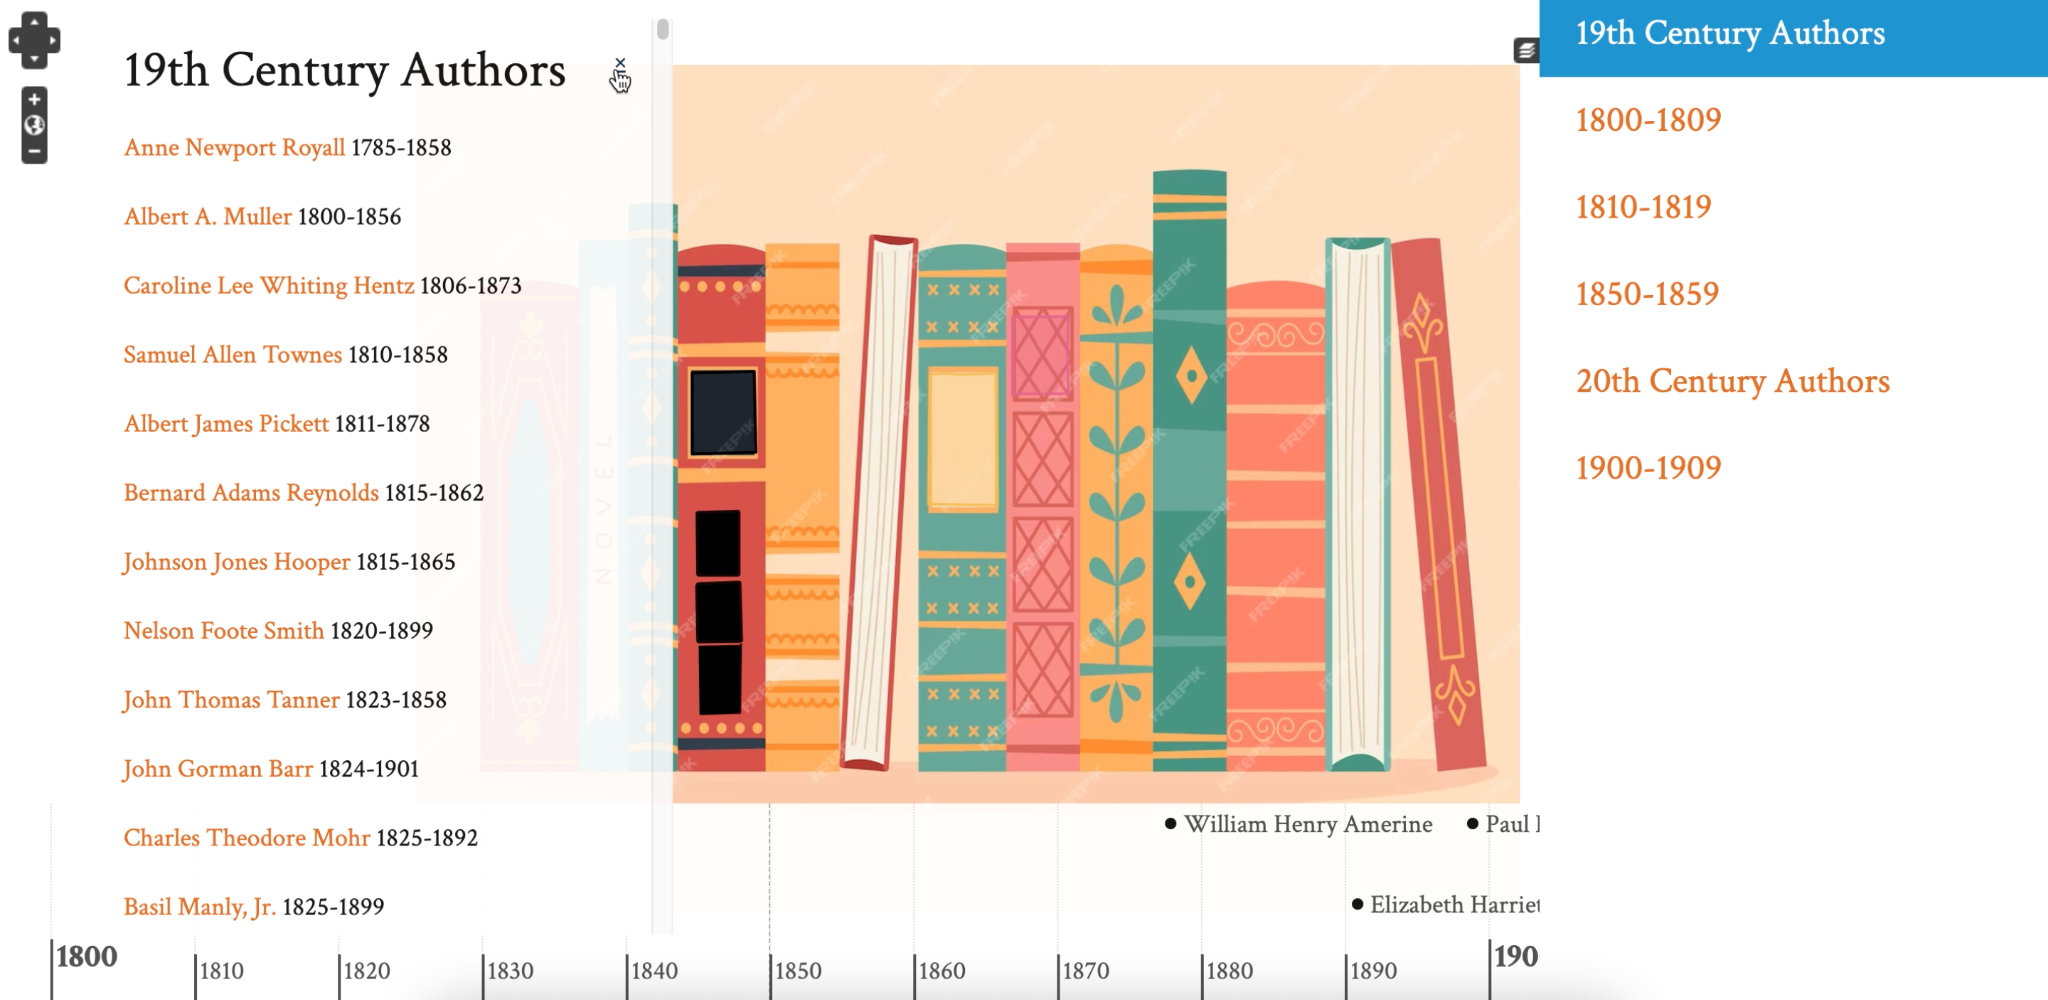 19th Century Authors
×
Anne Newport Royall 1785-1858
Albert A. Muller 1800-1856
Caroline Lee Whiting Hentz 1806-1873
Samuel Allen Townes 1810-1858
Albert James Pickett 1811-1878
Bernard Adams Reynolds 1815-1862
Johnson Jones Hooper 1815-1865
Nelson Foote Smith 1820-1899
John Thomas Tanner 1823-1858
John Gorman Barr 1824-1901
Charles Theodore Mohr 1825-1892
Basil Manly, Jr. 1825-1899
NOVEL
FREEPIK
William Henry Amerine
Paul
Elizabeth Harriet
1800
1810
1820
1830
1840
1850
1860
1870
1880
1890
190
19th Century Authors
1800-1809
1810-1819
1850-1859
20th Century Authors
1900-1909